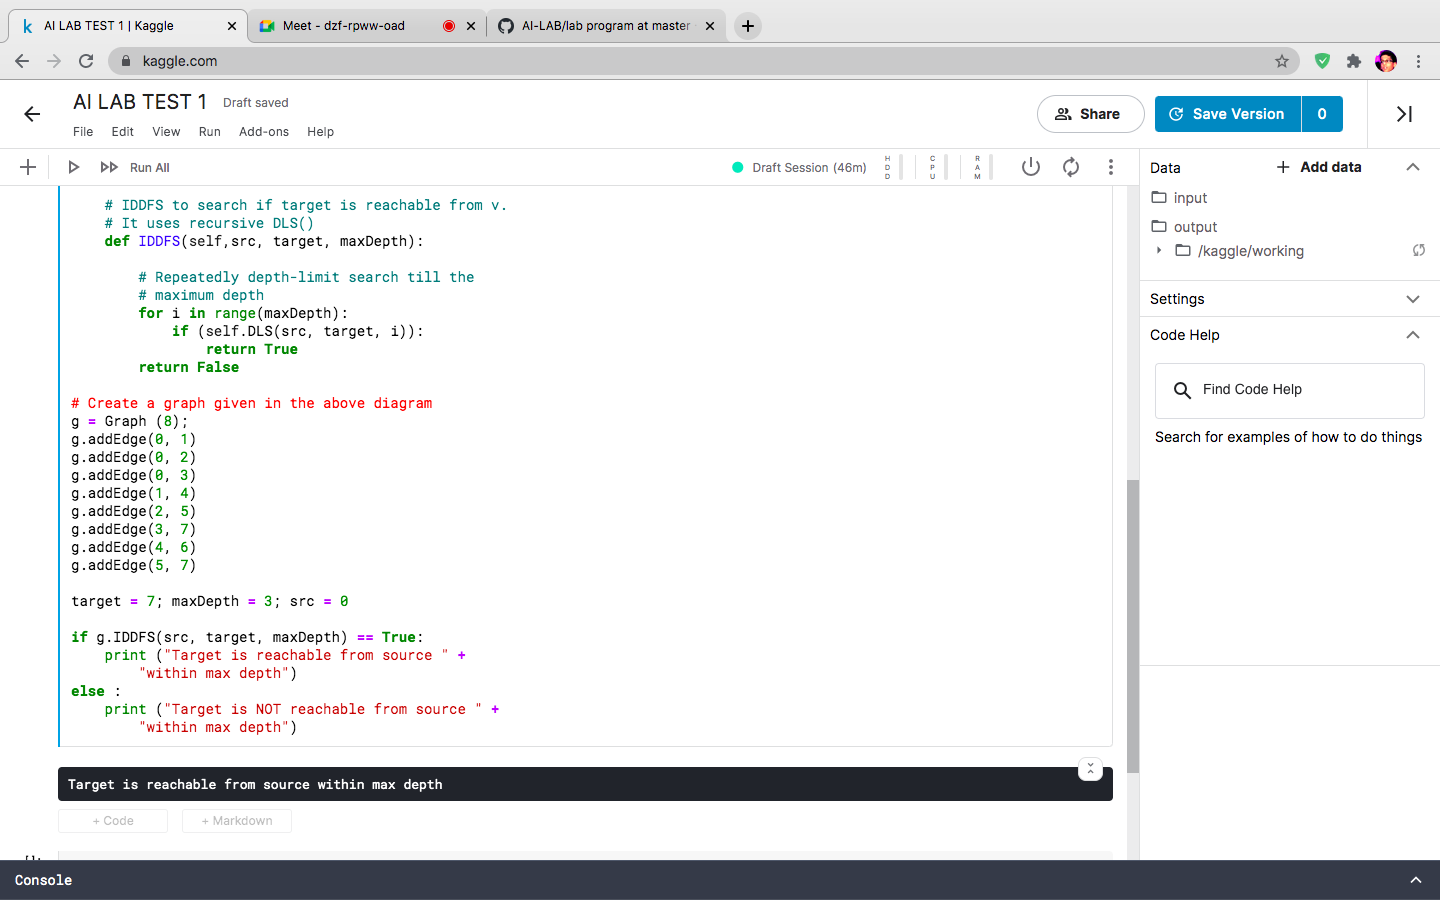 AI LAB TEST 1 | Kaggle
Meet - dzf-rpww-oad
AI-LAB/lab program at master
kaggle.com
AI LAB TEST 1 Draft saved
File Edit View Run Add-ons Help
Share
Save Version 0
Run All
Draft Session (46m)
HDD
CPU
RAM
# IDDFS to search if target is reachable from v.
# It uses recursive DLS()
def IDDFS(self,src, target, maxDepth):
# Repeatedly depth-limit search till the
# maximum depth
for i in range(maxDepth):
if (self.DLS(src, target, i)):
return True
return False
# Create a graph given in the above diagram
g = Graph (8);
g.addEdge(0, 1)
g.addEdge(0, 2)
g.addEdge(0, 3)
g.addEdge(1, 4)
g.addEdge(2, 5)
g.addEdge(3, 7)
g.addEdge(4, 6)
g.addEdge(5, 7)
target = 7; maxDepth = 3; src = 0
if g.IDDFS(src, target, maxDepth) == True:
print ("Target is reachable from source " +
"within max depth")
else :
print ("Target is NOT reachable from source " +
"within max depth")
Target is reachable from source within max depth
+ Code
+ Markdown
Data
+ Add data
input
output
/kaggle/working
Settings
Code Help
Find Code Help
Search for examples of how to do things
Console